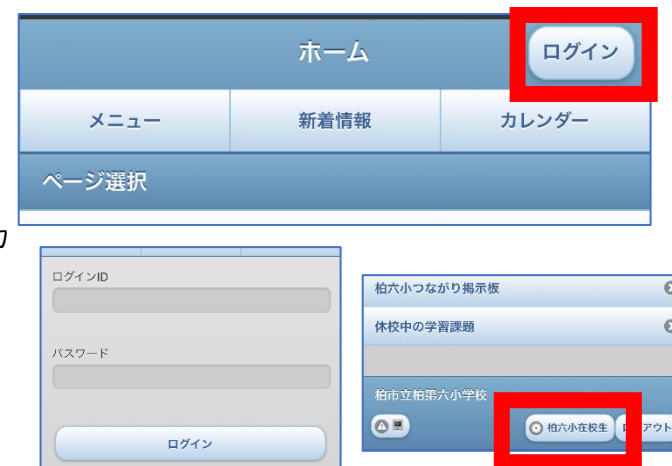 ホーム
ログイン
メニュー 新着情報 カレンダー
ページ選択
ログインID
パスワード
ログイン
柏六小つながり掲示板
休校中の学習課題
柏市立柏第六小学校
柏六小在校生 アウト